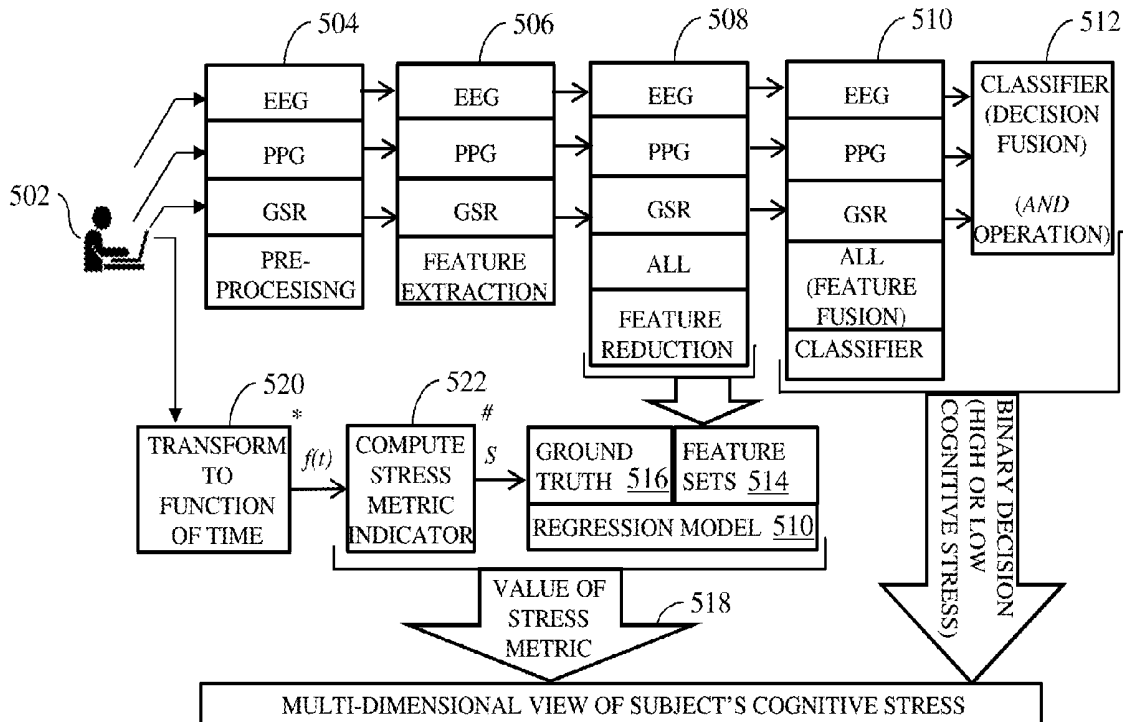 504
506
508
510
512
EEG
EEG
EEG
EEG
CLASSIFIER
(DECISION
FUSION)
PPG
PPG
PPG
PPG
502
GSR
GSR
GSR
GSR
(AND
OPERATION)
PRE-
PROCESISNG
FEATURE
EXTRACTION
ALL
ALL
(FEATURE
FUSION)
FEATURE
REDUCTION
CLASSIFIER
520
*
522
#
TRANSFORM
TO
FUNCTION
OF TIME
f(t)
COMPUTE
STRESS
METRIC
INDICATOR
S
GROUND
TRUTH 516
FEATURE
SETS 514
REGRESSION MODEL 510
BINARY DECISION
(HIGH OR LOW
COGNITIVE STRESS)
VALUE OF
STRESS
METRIC
518
MULTI-DIMENSIONAL VIEW OF SUBJECT'S COGNITIVE STRESS